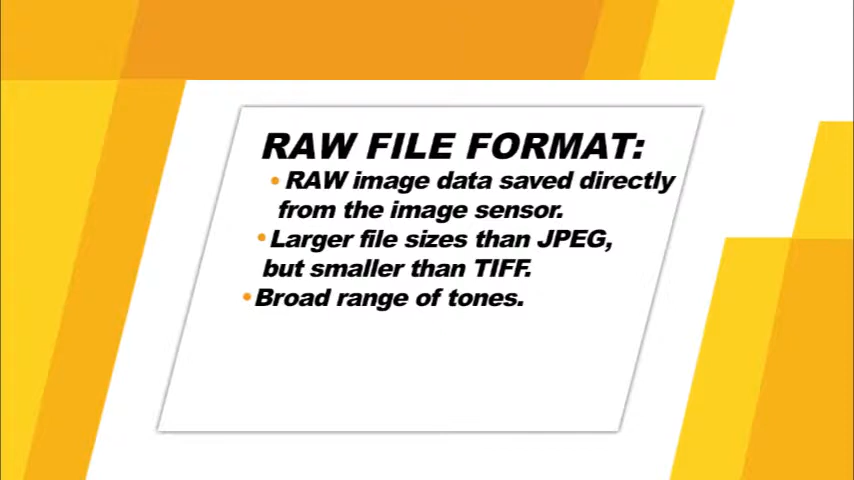 RAW FILE FORMAT:
• RAW image data saved directly
from the image sensor.
• Larger file sizes than JPEG,
but smaller than TIFF.
• Broad range of tones.